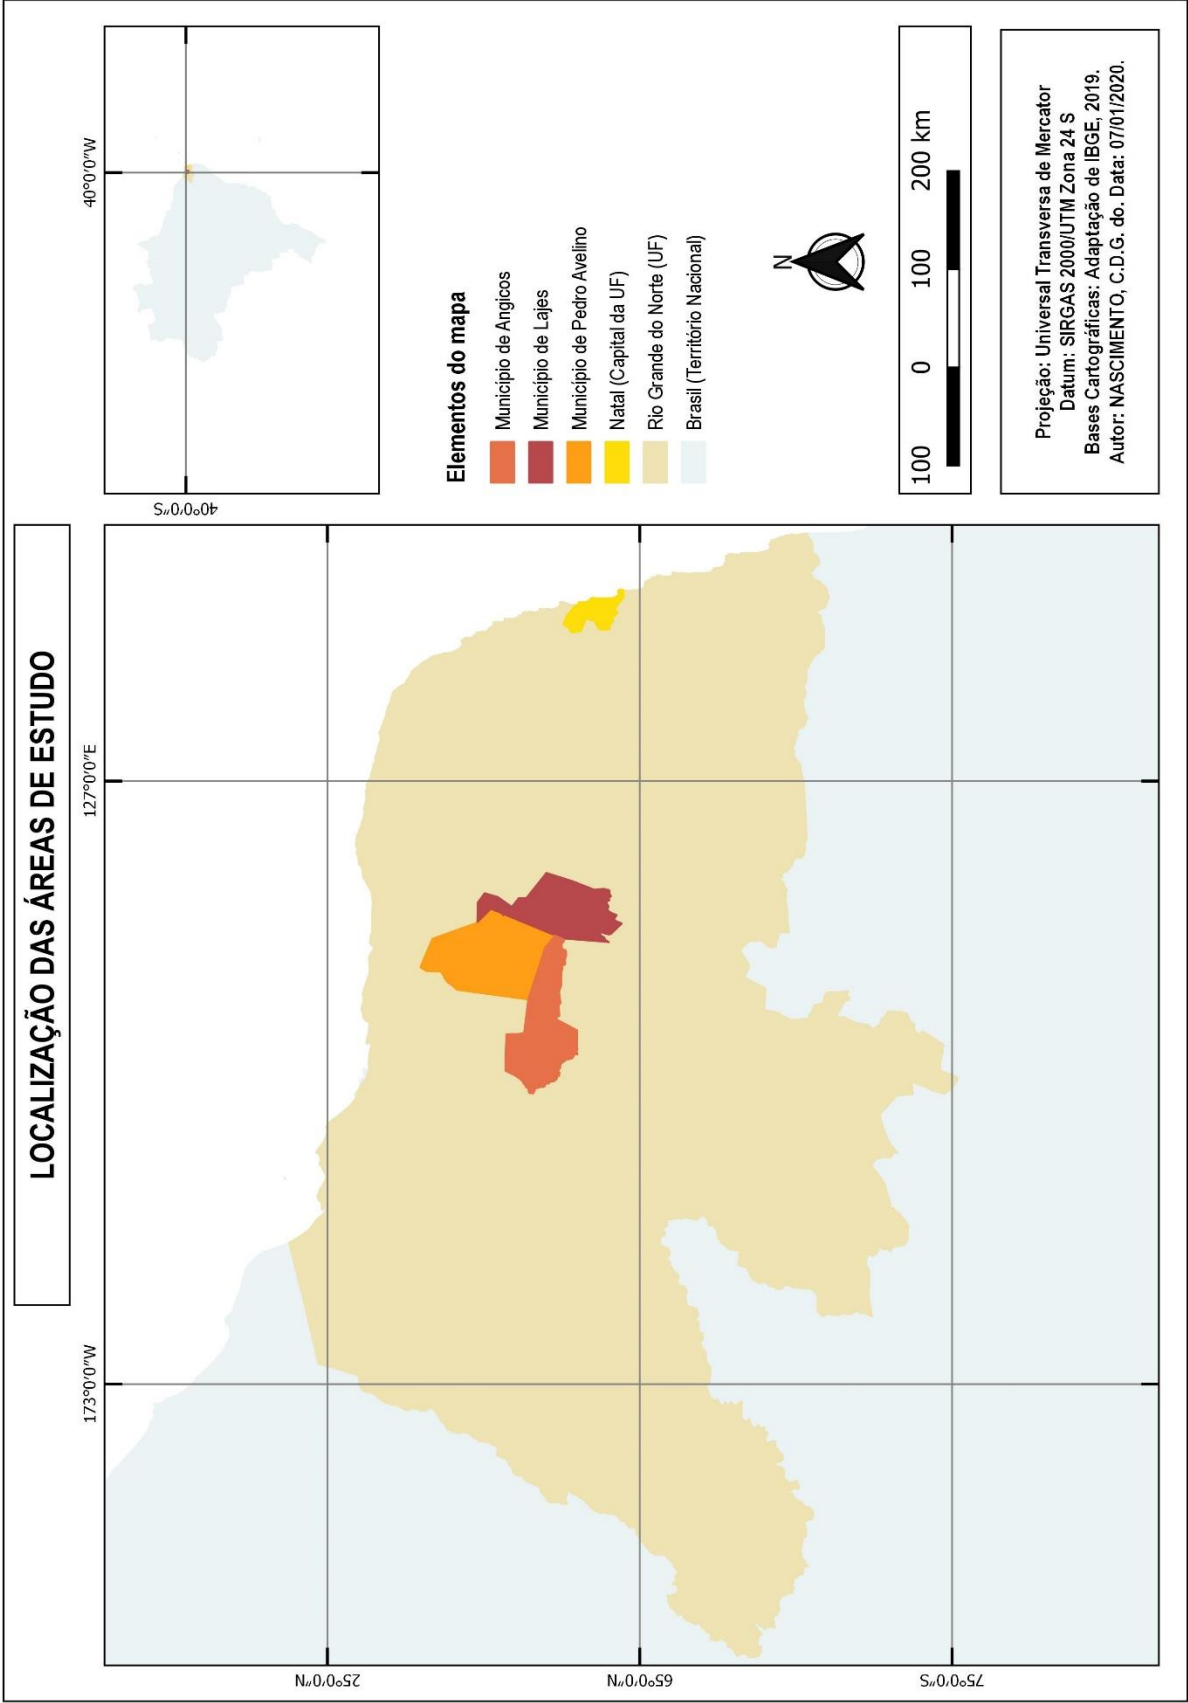 LOCALIZAÇÃO DAS ÁREAS DE ESTUDO
173°0'0"W
127°0'0"E
25°0'0"N
65°0'0"N
75°0'0"S
40°0'0"W
40°0'0"S
Elementos do mapa
Município de Angicos
Município de Lajes
Município de Pedro Avelino
Natal (Capital da UF)
Rio Grande do Norte (UF)
Brasil (Território Nacional)
N
100 0 100 200 km
Projeção: Universal Transversa de Mercator
Datum: SIRGAS 2000/UTM Zona 24 S
Bases Cartográficas: Adaptação de IBGE, 2019.
Autor: NASCIMENTO, C.D.G. do. Data: 07/01/2020.